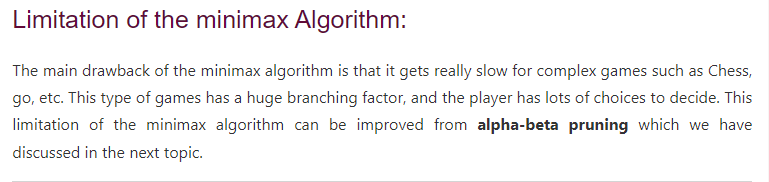 Limitation of the minimax Algorithm:
The main drawback of the minimax algorithm is that it gets really slow for complex games such as Chess,
go, etc. This type of games has a huge branching factor, and the player has lots of choices to decide. This
limitation of the minimax algorithm can be improved from alpha-beta pruning which we have
discussed in the next topic.